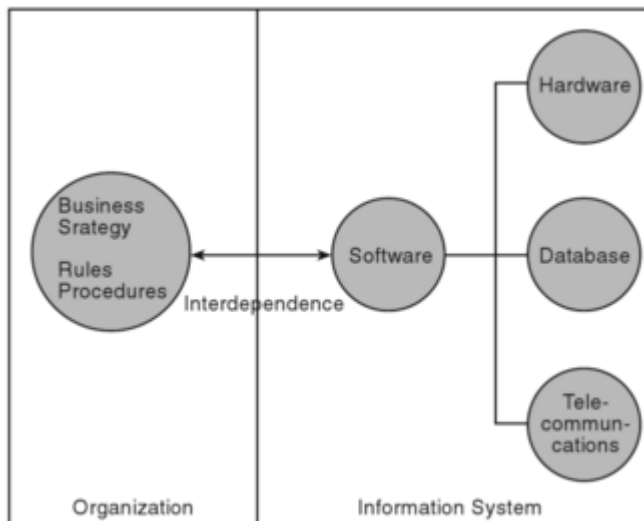 Business
Srategy
Rules
Procedures
Interdependence
Software
Hardware
Database
Tele-
commun-
cations
Organization
Information System